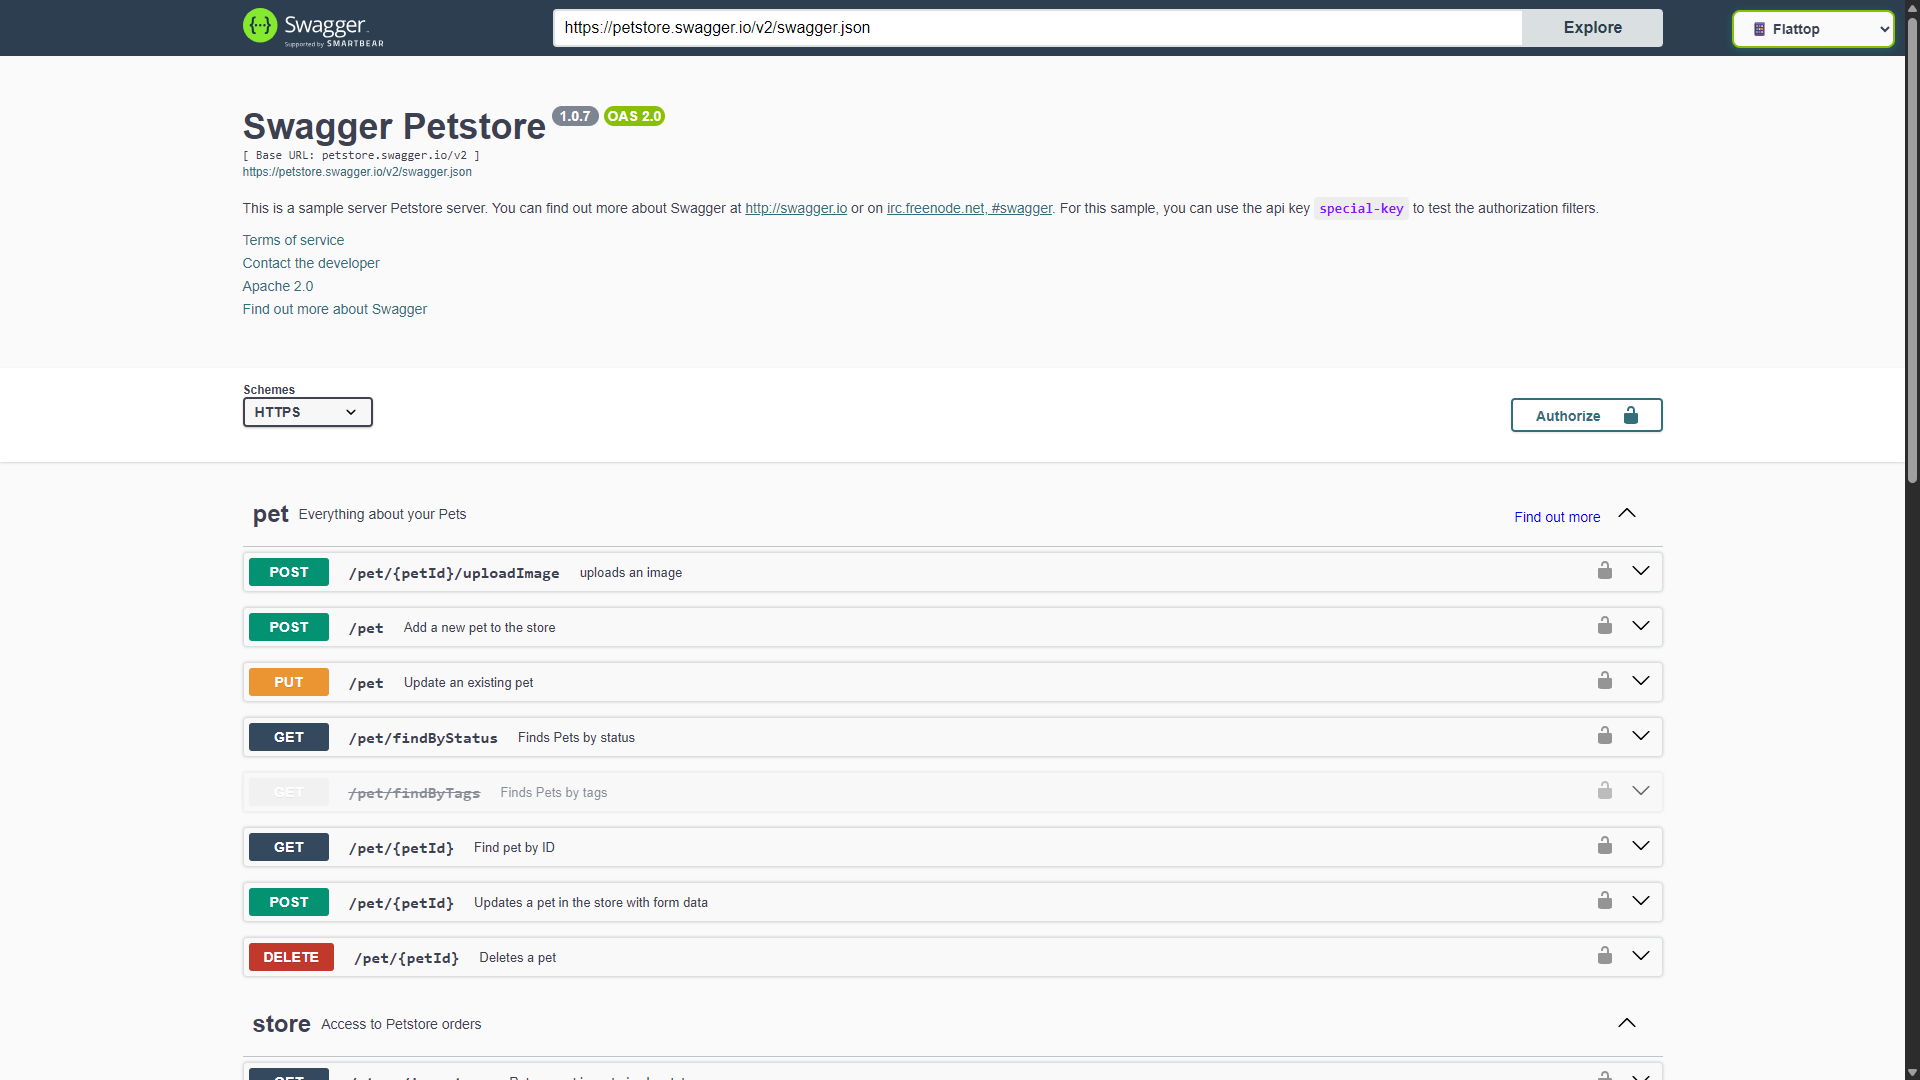 Swagger
Supported by SMARTBEAR
https://petstore.swagger.io/v2/swagger.json
Explore
Flattop
Swagger Petstore 1.0.7 OAS 2.0
[ Base URL: petstore.swagger.io/v2 ]
https://petstore.swagger.io/v2/swagger.json
This is a sample server Petstore server. You can find out more about Swagger at http://swagger.io or on irc.freenode.net, #swagger. For this sample, you can use the api key special-key to test the authorization filters.
Terms of service
Contact the developer
Apache 2.0
Find out more about Swagger
Schemes
HTTPS
Authorize
pet Everything about your Pets
Find out more
POST /pet/{petId}/uploadImage uploads an image
POST /pet Add a new pet to the store
PUT /pet Update an existing pet
GET /pet/findByStatus Finds Pets by status
GET /pet/findByTags Finds Pets by tags
GET /pet/{petId} Find pet by ID
POST /pet/{petId} Updates a pet in the store with form data
DELETE /pet/{petId} Deletes a pet
store Access to Petstore orders
GET